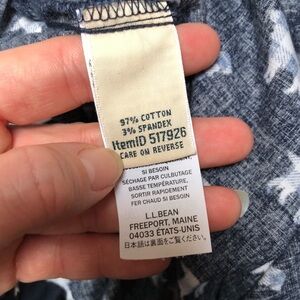 97% COTTON
3% SPANDEX
ItemID 517926
CARE ON REVERSE
SI BESOIN
SÉCHAGE PAR CULBUTAGE
BASSE TEMPÉRATURE,
SORTIR RAPIDEMENT
FER CHAUD SI BESOIN
L.L.BEAN
FREEPORT, MAINE
04033 ÉTATS-UNIS
日本語は裏面をご覧ください。